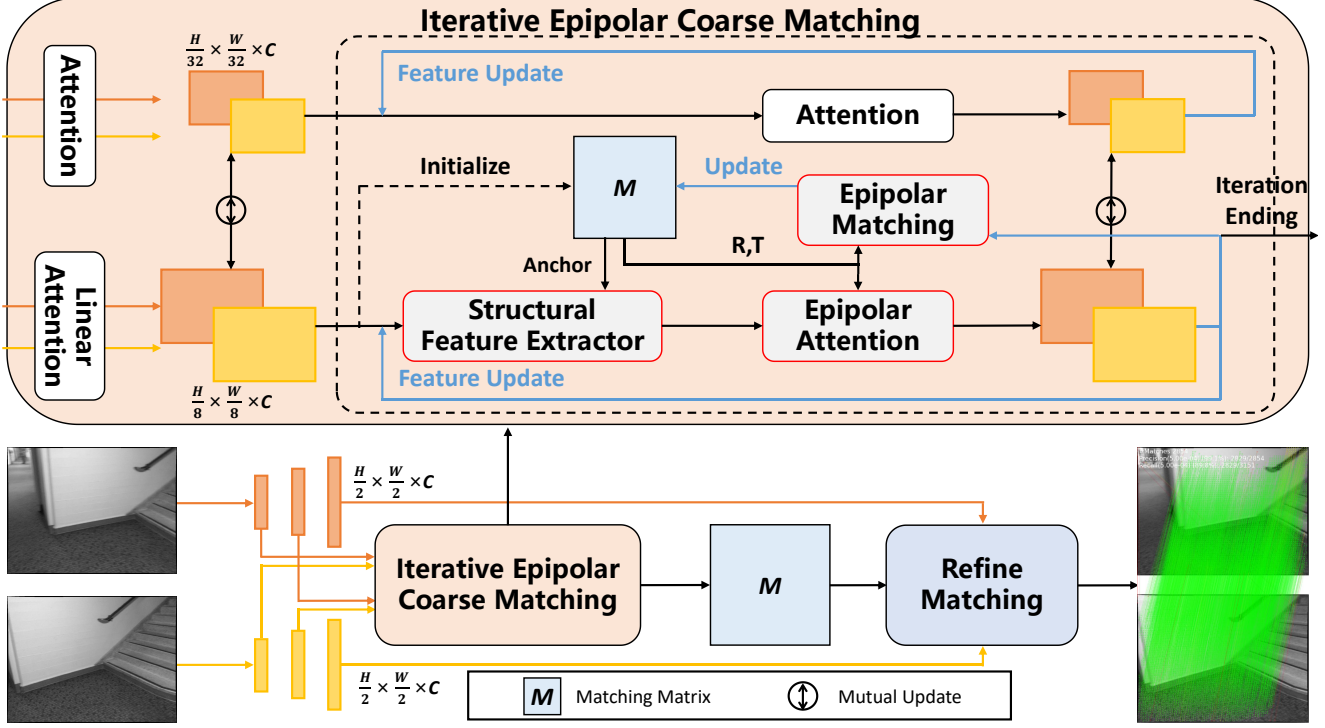 Iterative Epipolar Coarse Matching
H/32 × W/32 ×C
Attention
Feature Update
Attention
Initialize
M
Update
Epipolar
Matching
Iteration
Ending
R,T
Anchor
Linear
Attention
Structural
Feature Extractor
Epipolar
Attention
Feature Update
H/8 × W/8 ×C
H/2 × W/2 ×C
Iterative Epipolar
Coarse Matching
M
Refine
Matching
H/2 × W/2 ×C
M Matching Matrix
Mutual Update